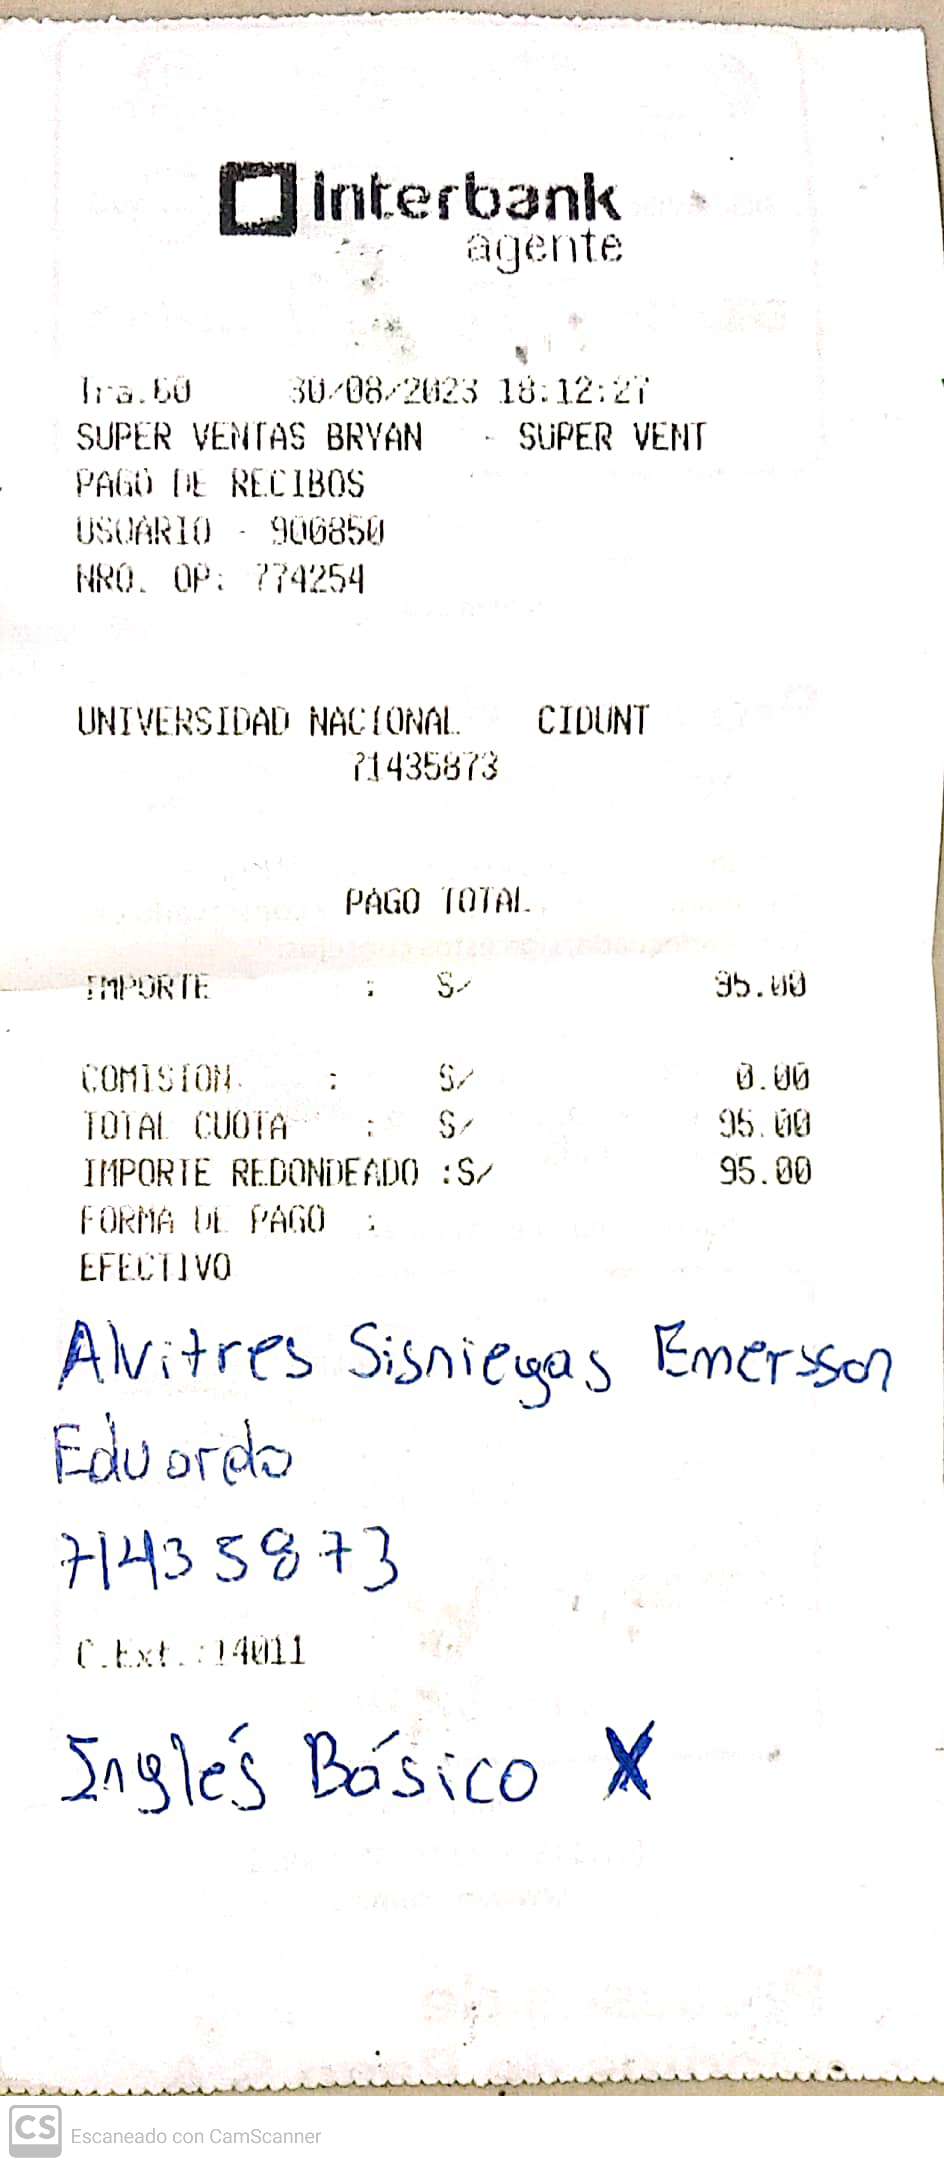 interbank
agente
Tra.60 30/08/2023 18:12:27
SUPER VENTAS BRYAN - SUPER VENT
PAGO DE RECIBOS
USUARIO - 900850
NRO. OP: 774254
UNIVERSIDAD NACIONAL CIDUNT
71435873
PAGO TOTAL
IMPORTE : S/ 95.00
COMISION : S/ 0.00
TOTAL CUOTA : S/ 95.00
IMPORTE REDONDEADO :S/ 95.00
FORMA DE PAGO :
EFECTIVO
Alvitres Sisniegas Emersson
Eduardo
71435873
C.Ext.:14011
Inglés Básico X
CS Escaneado con CamScanner